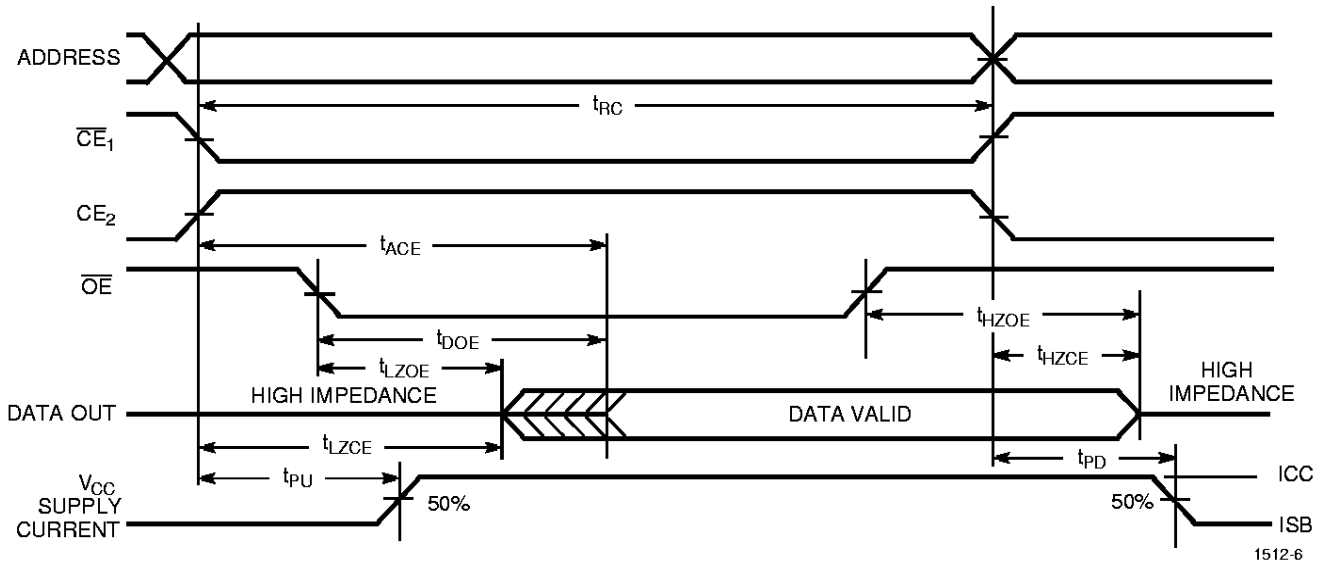 ADDRESS
tRC
CE1
CE2
tACE
OE
tHZOE
tDOE
tHZCE
tLZOE
HIGH IMPEDANCE
HIGH
IMPEDANCE
DATA OUT
DATA VALID
tLZCE
tPD
tPU
ICC
VCC
SUPPLY
CURRENT
50%
50%
ISB
1512-6